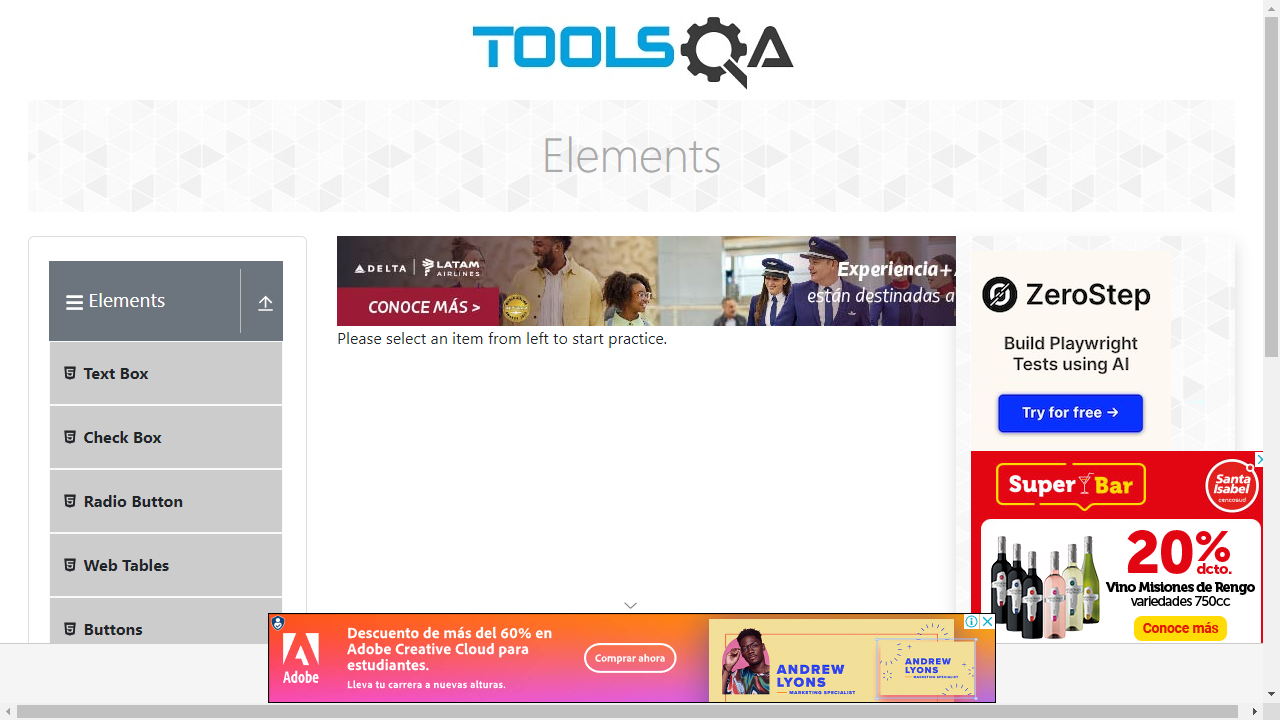 TOOLSQA
Elements
Elements
Text Box
Check Box
Radio Button
Web Tables
Buttons
DELTA | LATAM AIRLINES
CONOCE MÁS >
Experiencia+
están destinadas a
Please select an item from left to start practice.
ZeroStep
Build Playwright
Tests using AI
Try for free →
Super Bar
Santa
Isabel
cencosud
20%
dcto.
Vino Misiones de Rengo
variedades 750cc
Conoce más
Adobe
Descuento de más del 60% en
Adobe Creative Cloud para
estudiantes.
Lleva tu carrera a nuevas alturas.
Comprar ahora
ANDREW
LYONS
MARKETING SPECIALIST
ANDREW
LYONS
MARKETING SPECIALIST